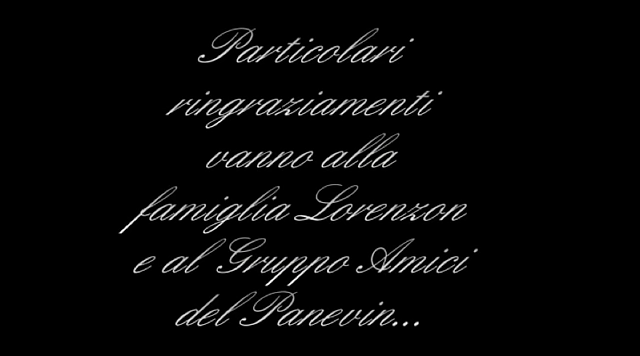 Particolari
ringraziamenti
vanno alla
famiglia Lorenzon
e al Gruppo Amici
del Panevin...